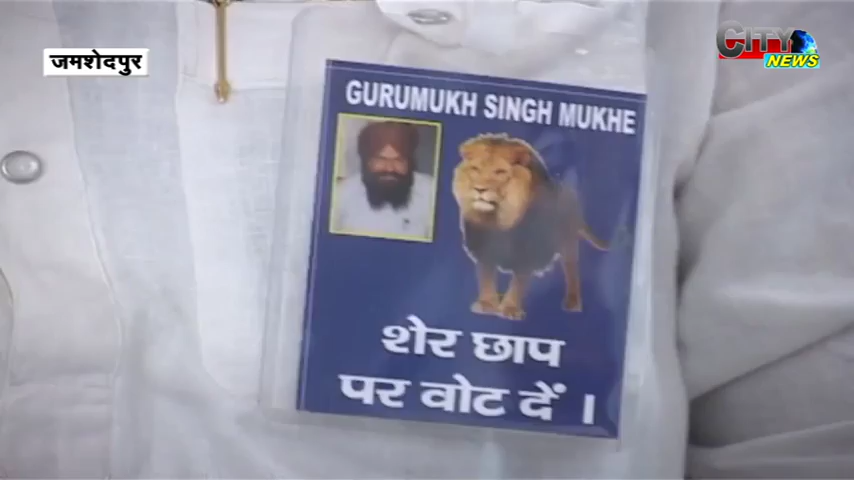 जमशेदपुर
CITY
NEWS
GURUMUKH SINGH MUKHE
शेर छाप
पर वोट दें ।